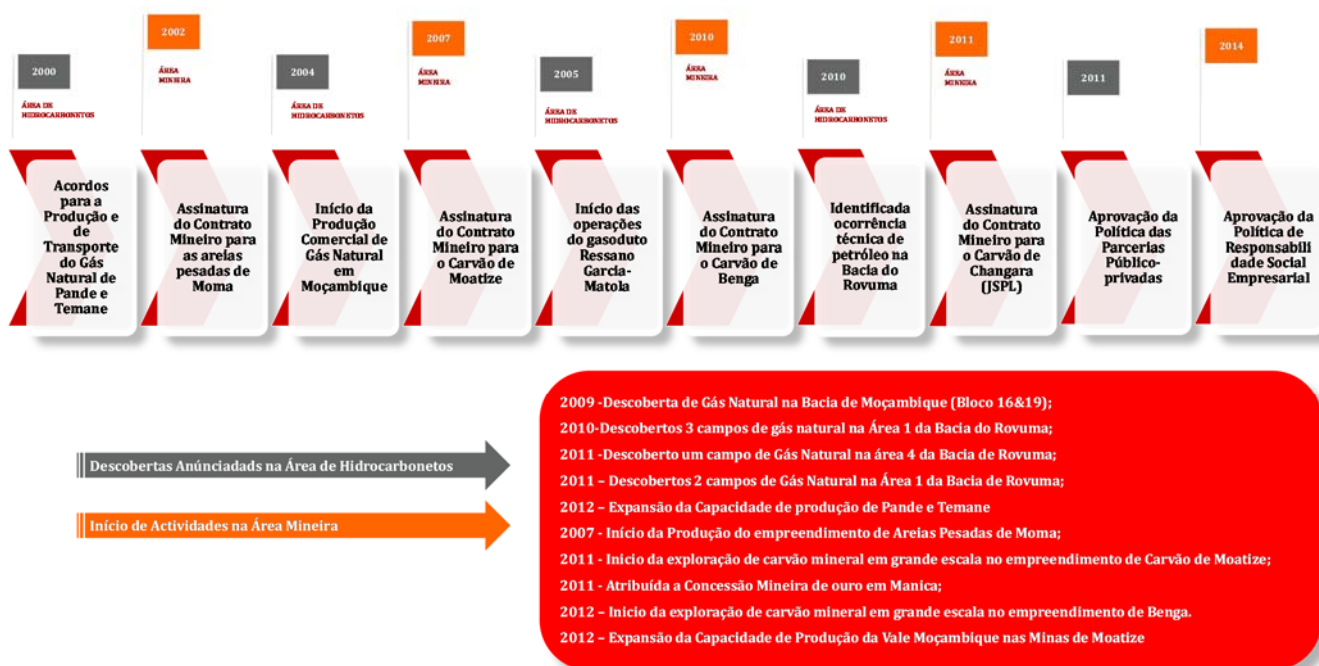 2000
ÁREA DE
HIDROCARBONETOS
2002
ÁREA
MINEIRA
2004
ÁREA DE
HIDROCARBONETOS
2007
ÁREA
MINEIRA
2005
ÁREA DE
HIDROCARBONETOS
2010
ÁREA
MINEIRA
2010
ÁREA DE
HIDROCARBONETOS
2011
ÁREA
MINEIRA
2011
2014
Acordos
para a
Produção e
de
Transporte
do Gás
Natural de
Pande e
Temane
Assinatura
do Contrato
Mineiro para
as areias
pesadas de
Moma
Início da
Produção
Comercial de
Gás Natural
em
Moçambique
Assinatura
do Contrato
Mineiro para
o Carvão de
Moatize
Início das
operações
do gasoduto
Ressano
Garcia-
Matola
Assinatura
do Contrato
Mineiro para
o Carvão de
Benga
Identificada
ocorrência
técnica de
petróleo na
Bacia do
Rovuma
Assinatura
do Contrato
Mineiro para
o Carvão de
Changara
(JSPL)
Aprovação da
Política das
Parcerias
Público-
privadas
Aprovação da
Política de
Responsabili
dade Social
Empresarial
Descobertas Anúnciadads na Área de Hidrocarbonetos
Início de Actividades na Área Mineira
2009 -Descoberta de Gás Natural na Bacia de Moçambique (Bloco 16&19);
2010-Descobertos 3 campos de gás natural na Área 1 da Bacia do Rovuma;
2011 -Descoberto um campo de Gás Natural na área 4 da Bacia de Rovuma;
2011 – Descobertos 2 campos de Gás Natural na Área 1 da Bacia de Rovuma;
2012 – Expansão da Capacidade de produção de Pande e Temane
2007 - Início da Produção do empreendimento de Areias Pesadas de Moma;
2011 - Inicio da exploração de carvão mineral em grande escala no empreendimento de Carvão de Moatize;
2011 - Atribuída a Concessão Mineira de ouro em Manica;
2012 – Inicio da exploração de carvão mineral em grande escala no empreendimento de Benga.
2012 – Expansão da Capacidade de Produção da Vale Moçambique nas Minas de Moatize